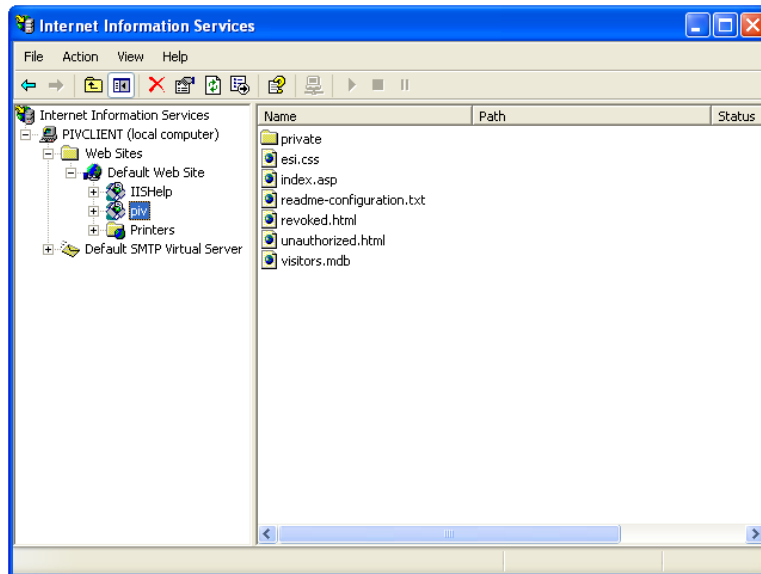 Internet Information Services
File Action View Help
Internet Information Services
PIVCLIENT (local computer)
Web Sites
Default Web Site
IISHelp
piv
Printers
Default SMTP Virtual Server
Name Path Status
private
esi.css
index.asp
readme-configuration.txt
revoked.html
unauthorized.html
visitors.mdb